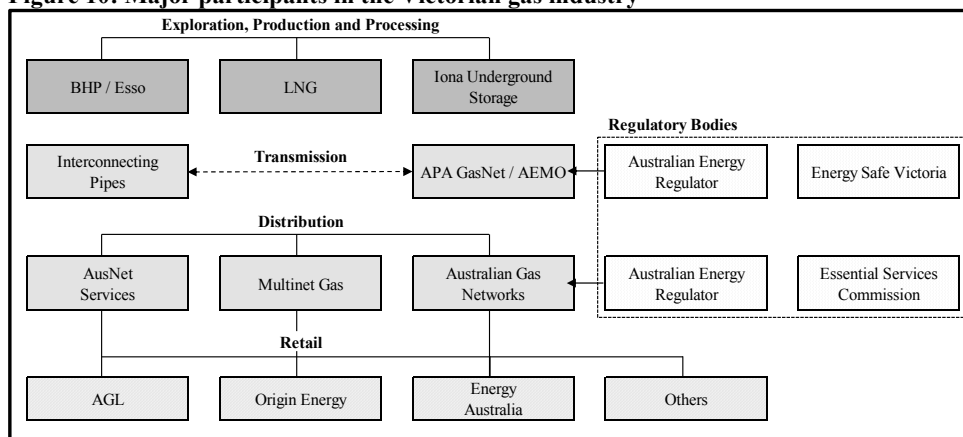 Figure 10: Major participants in the Victorian gas industry
Exploration, Production and Processing
BHP / Esso
LNG
Iona Underground
Storage
Regulatory Bodies
Interconnecting
Pipes
Transmission
APA GasNet / AEMO
Australian Energy
Regulator
Energy Safe Victoria
Distribution
AusNet
Services
Multinet Gas
Australian Gas
Networks
Australian Energy
Regulator
Essential Services
Commission
Retail
AGL
Origin Energy
Energy
Australia
Others